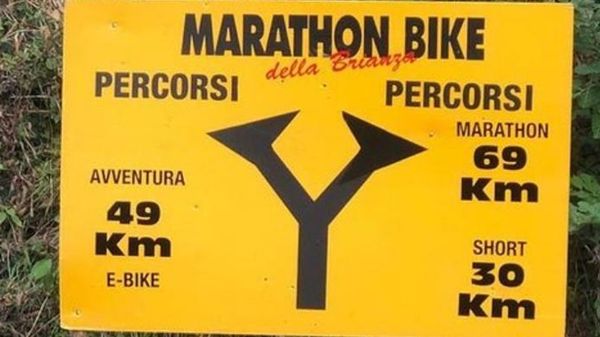 MARATHON BIKE
della Brianza
PERCORSI
AVVENTURA
49
Km
E-BIKE
PERCORSI
MARATHON
69
Km
SHORT
30
Km